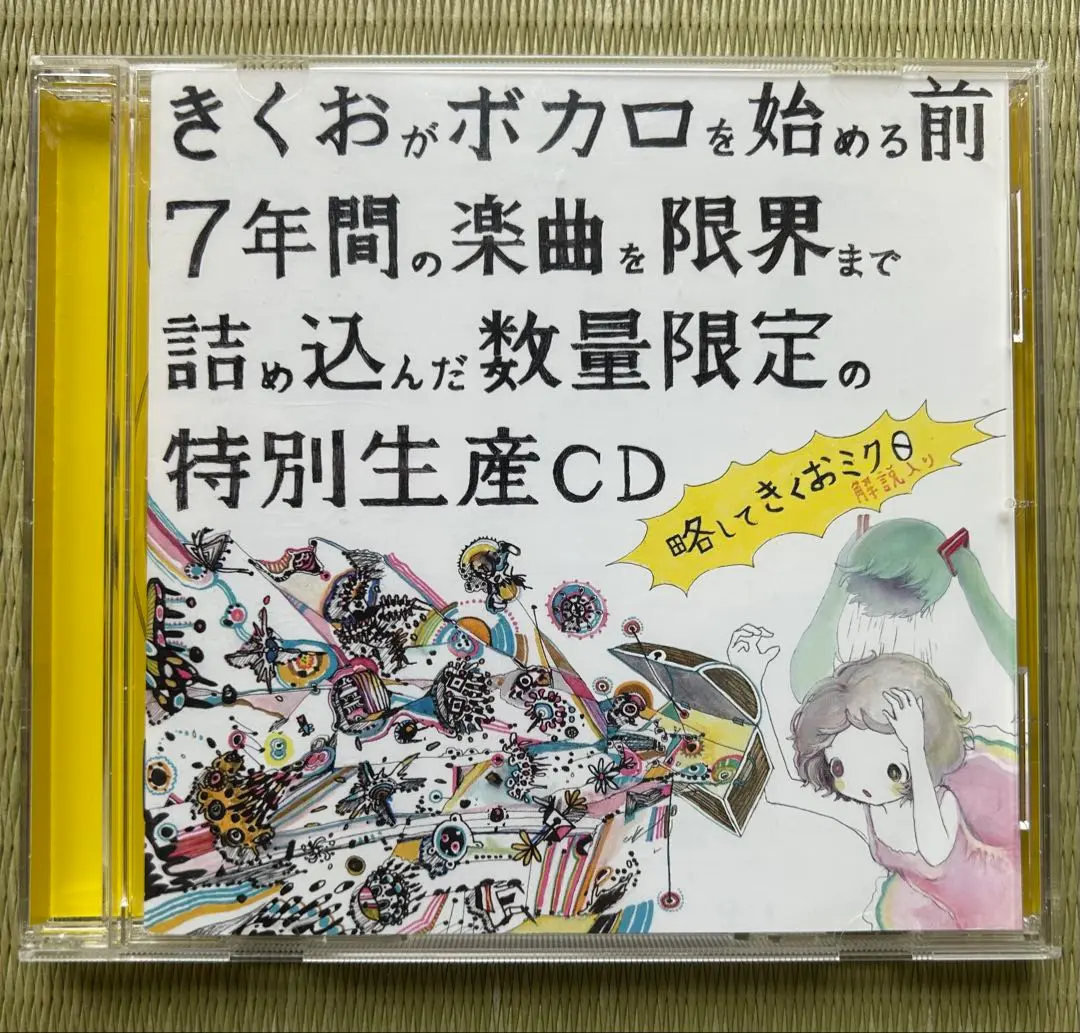 きくおがボカロを始める前
7年間の楽曲を限界まで
詰め込んだ数量限定の
特別生産CD
略してきくおミク0
解説入り